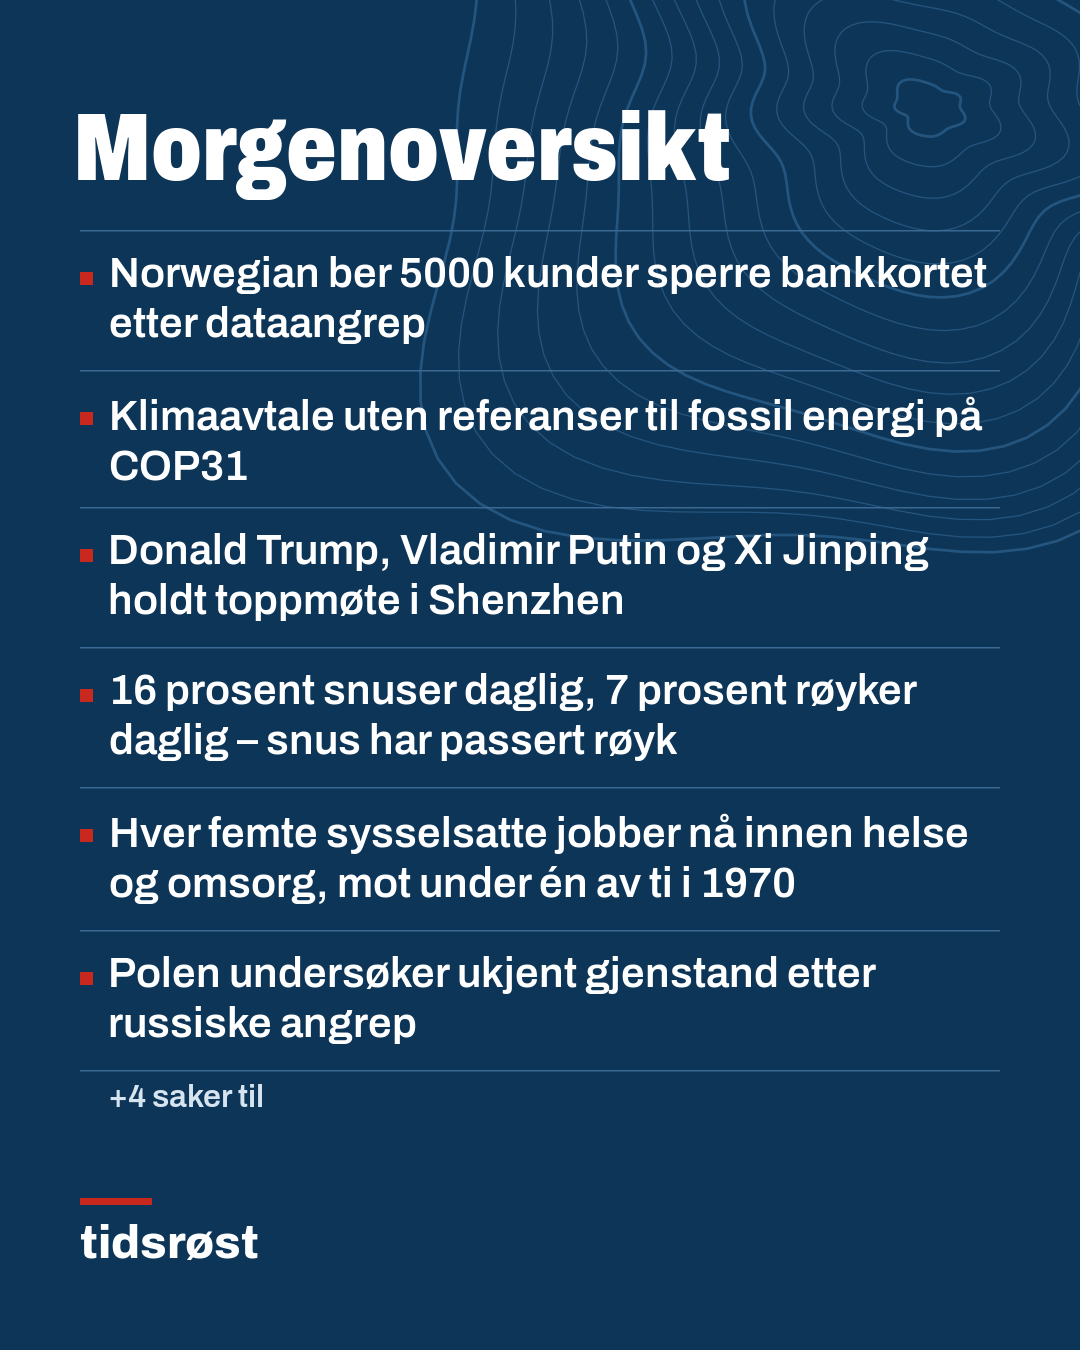 Morgenoversikt
Norwegian ber 5000 kunder sperre bankkortet
etter dataangrep
Klimaavtale uten referanser til fossil energi på
COP31
Donald Trump, Vladimir Putin og Xi Jinping
holdt toppmøte i Shenzhen
16 prosent snuser daglig, 7 prosent røyker
daglig – snus har passert røyk
Hver femte sysselsatte jobber nå innen helse
og omsorg, mot under én av ti i 1970
Polen undersøker ukjent gjenstand etter
russiske angrep
+4 saker til
tidsrøst